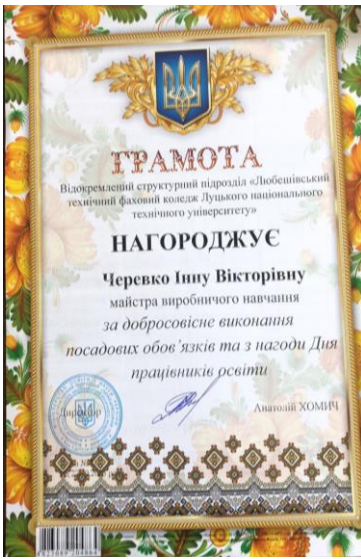 ГРАМОТА
Відокремлений структурний підрозділ «Любешівський
технічний фаховий коледж Луцького національного
технічного університету»
НАГОРОДЖУЄ
Черевко Інну Вікторівну
майстра виробничого навчання
за добросовісне виконання
посадових обов’язків та з нагоди Дня
працівників освіти
Директор
Анатолій ХОМИЧ